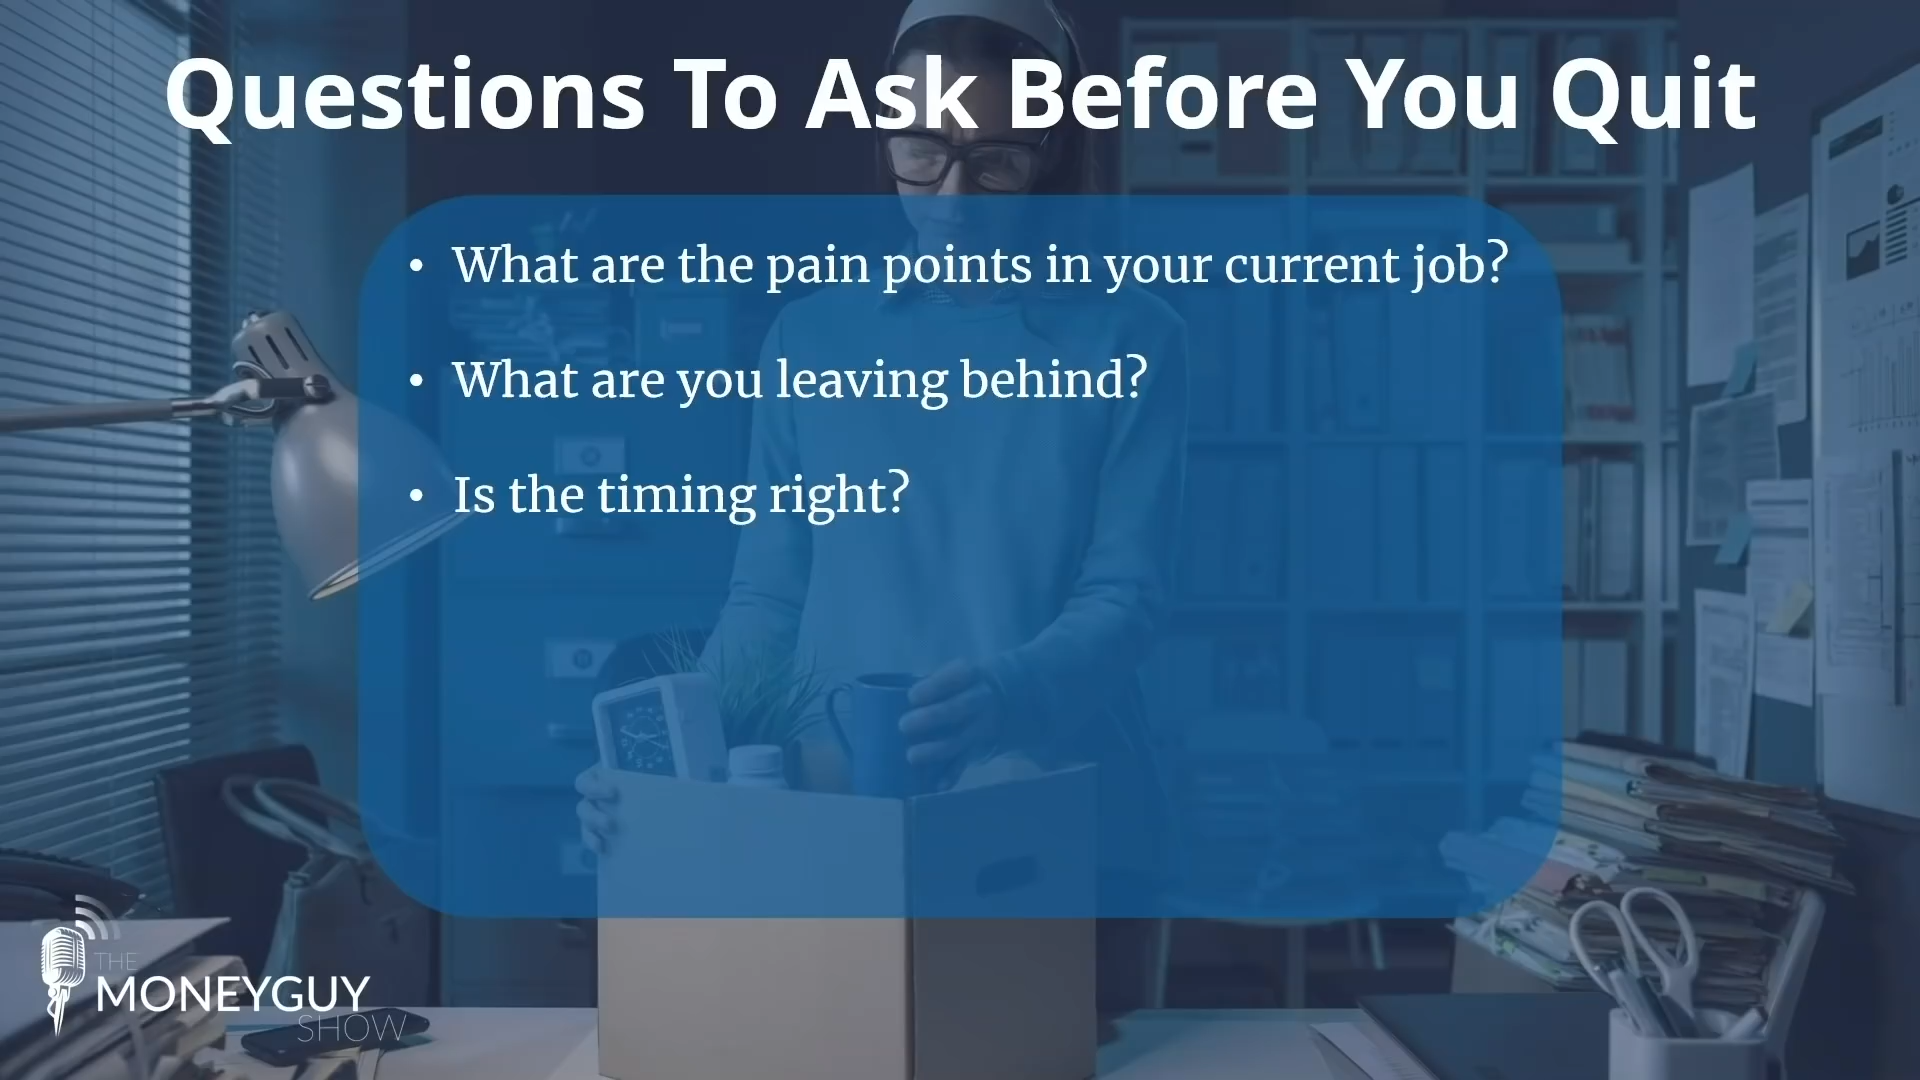 Questions To Ask Before You Quit
• What are the pain points in your current job?
• What are you leaving behind?
• Is the timing right?
THE
MONEYGUY
SHOW